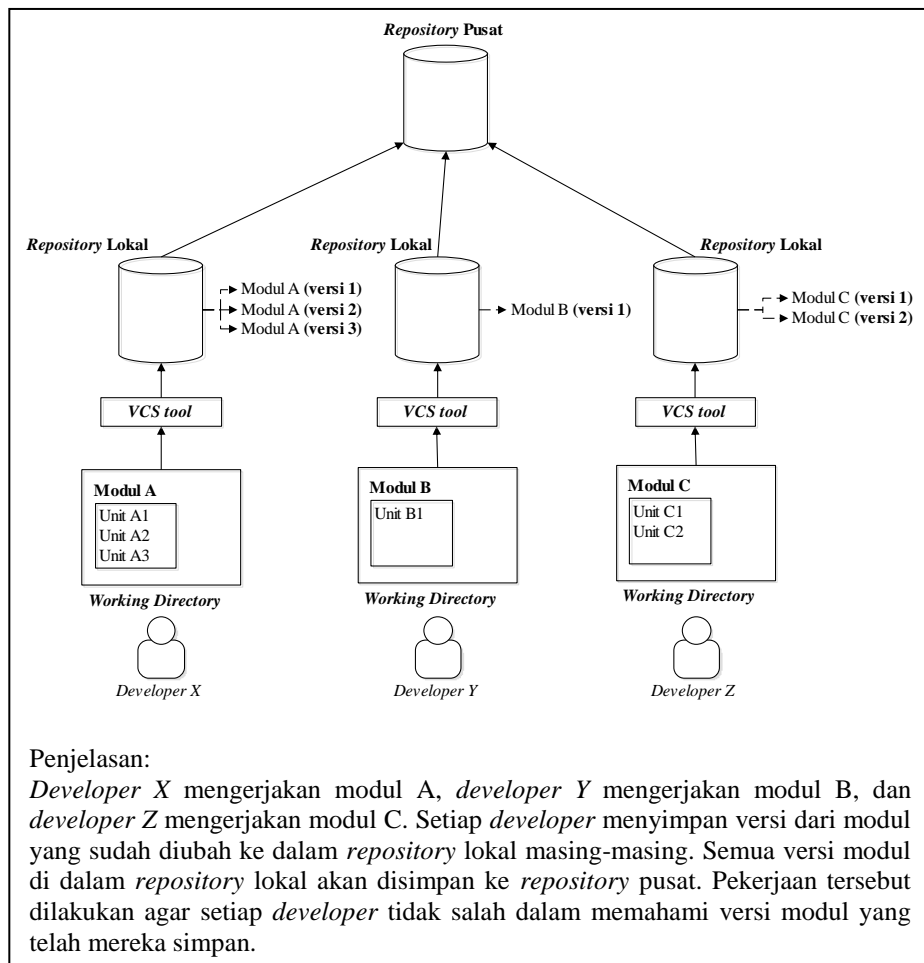 Repository Pusat
Repository Lokal
Repository Lokal
Repository Lokal
Modul A (versi 1)
Modul A (versi 2)
Modul A (versi 3)
Modul B (versi 1)
Modul C (versi 1)
Modul C (versi 2)
VCS tool
VCS tool
VCS tool
Modul A
Unit A1
Unit A2
Unit A3
Modul B
Unit B1
Modul C
Unit C1
Unit C2
Working Directory
Working Directory
Working Directory
Developer X
Developer Y
Developer Z
Penjelasan:
Developer X mengerjakan modul A, developer Y mengerjakan modul B, dan
developer Z mengerjakan modul C. Setiap developer menyimpan versi dari modul
yang sudah diubah ke dalam repository lokal masing-masing. Semua versi modul
di dalam repository lokal akan disimpan ke repository pusat. Pekerjaan tersebut
dilakukan agar setiap developer tidak salah dalam memahami versi modul yang
telah mereka simpan.